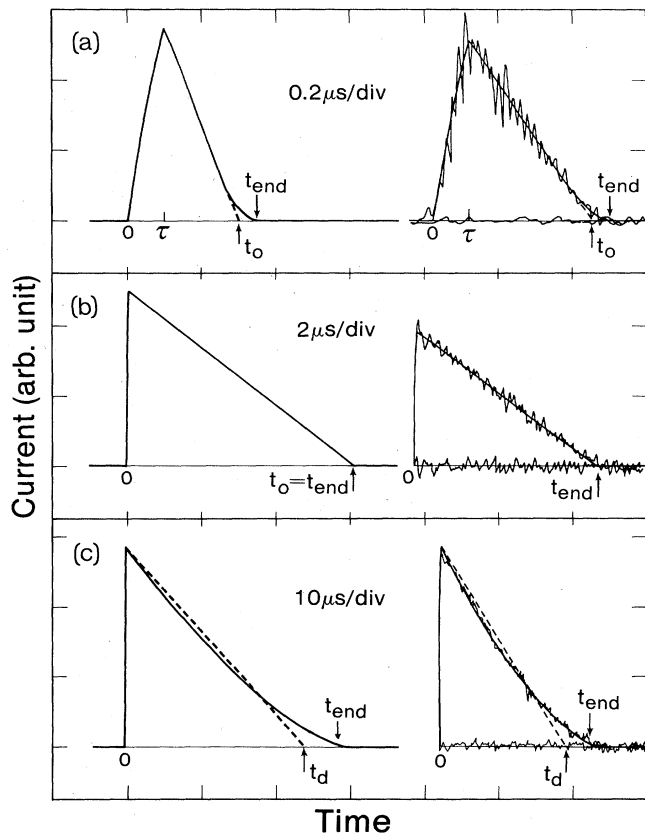 (a)
0.2μs/div
t_end
0 τ
t_o
t_end
0 τ
t_o
(b)
2μs/div
0
t_o=t_end
0
t_end
(c)
10μs/div
t_end
0
t_d
t_end
0
t_d
Current (arb. unit)
Time